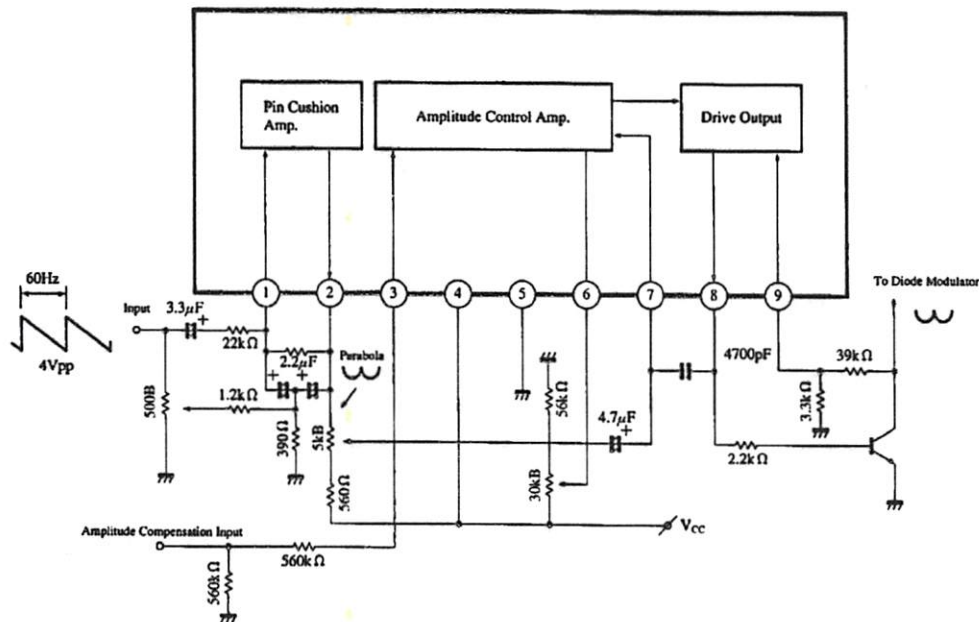 Pin Cushion
Amp.
Amplitude Control Amp.
Drive Output
60Hz
1
2
3
4
5
6
7
8
9
To Diode Modulator
Input
3.3μF
+
22kΩ
4Vpp
2.2μF
+
+
Parabola
500B
1.2kΩ
390Ω
5kB
560Ω
56kΩ
30kB
4.7μF
+
4700pF
39kΩ
3.3kΩ
2.2kΩ
VCC
Amplitude Compensation Input
560kΩ
560kΩ